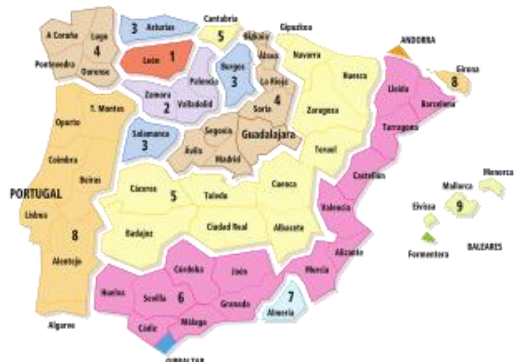 Cantabria
A Coruña
Lugo
3 Asturias
5
Bizkaia
Gipuzkoa
4
León 1
Burgos
Álava
Navarra
ANDORRA
Pontevedra
Ourense
Palencia
3
La Rioja
Huesca
Girona
8
Zamora
Valladolid
2
4
Soria
Lleida
Barcelona
T. Montes
Oporto
Salamanca
3
Segovia
Guadalajara
Zaragoza
Tarragona
Ávila
Madrid
Teruel
Coimbra
Beiras
Castellón
Menorca
Mallorca
9
Eivissa
PORTUGAL
Cáceres
5
Toledo
Cuenca
Valencia
Lisboa
8
Badajoz
Ciudad Real
Albacete
Alicante
BALEARES
Formentera
Alentejo
Córdoba
Jaén
Murcia
Huelva
Sevilla
6
Granada
7
Almería
Cádiz
Málaga
Algarve
GIBRALTAR